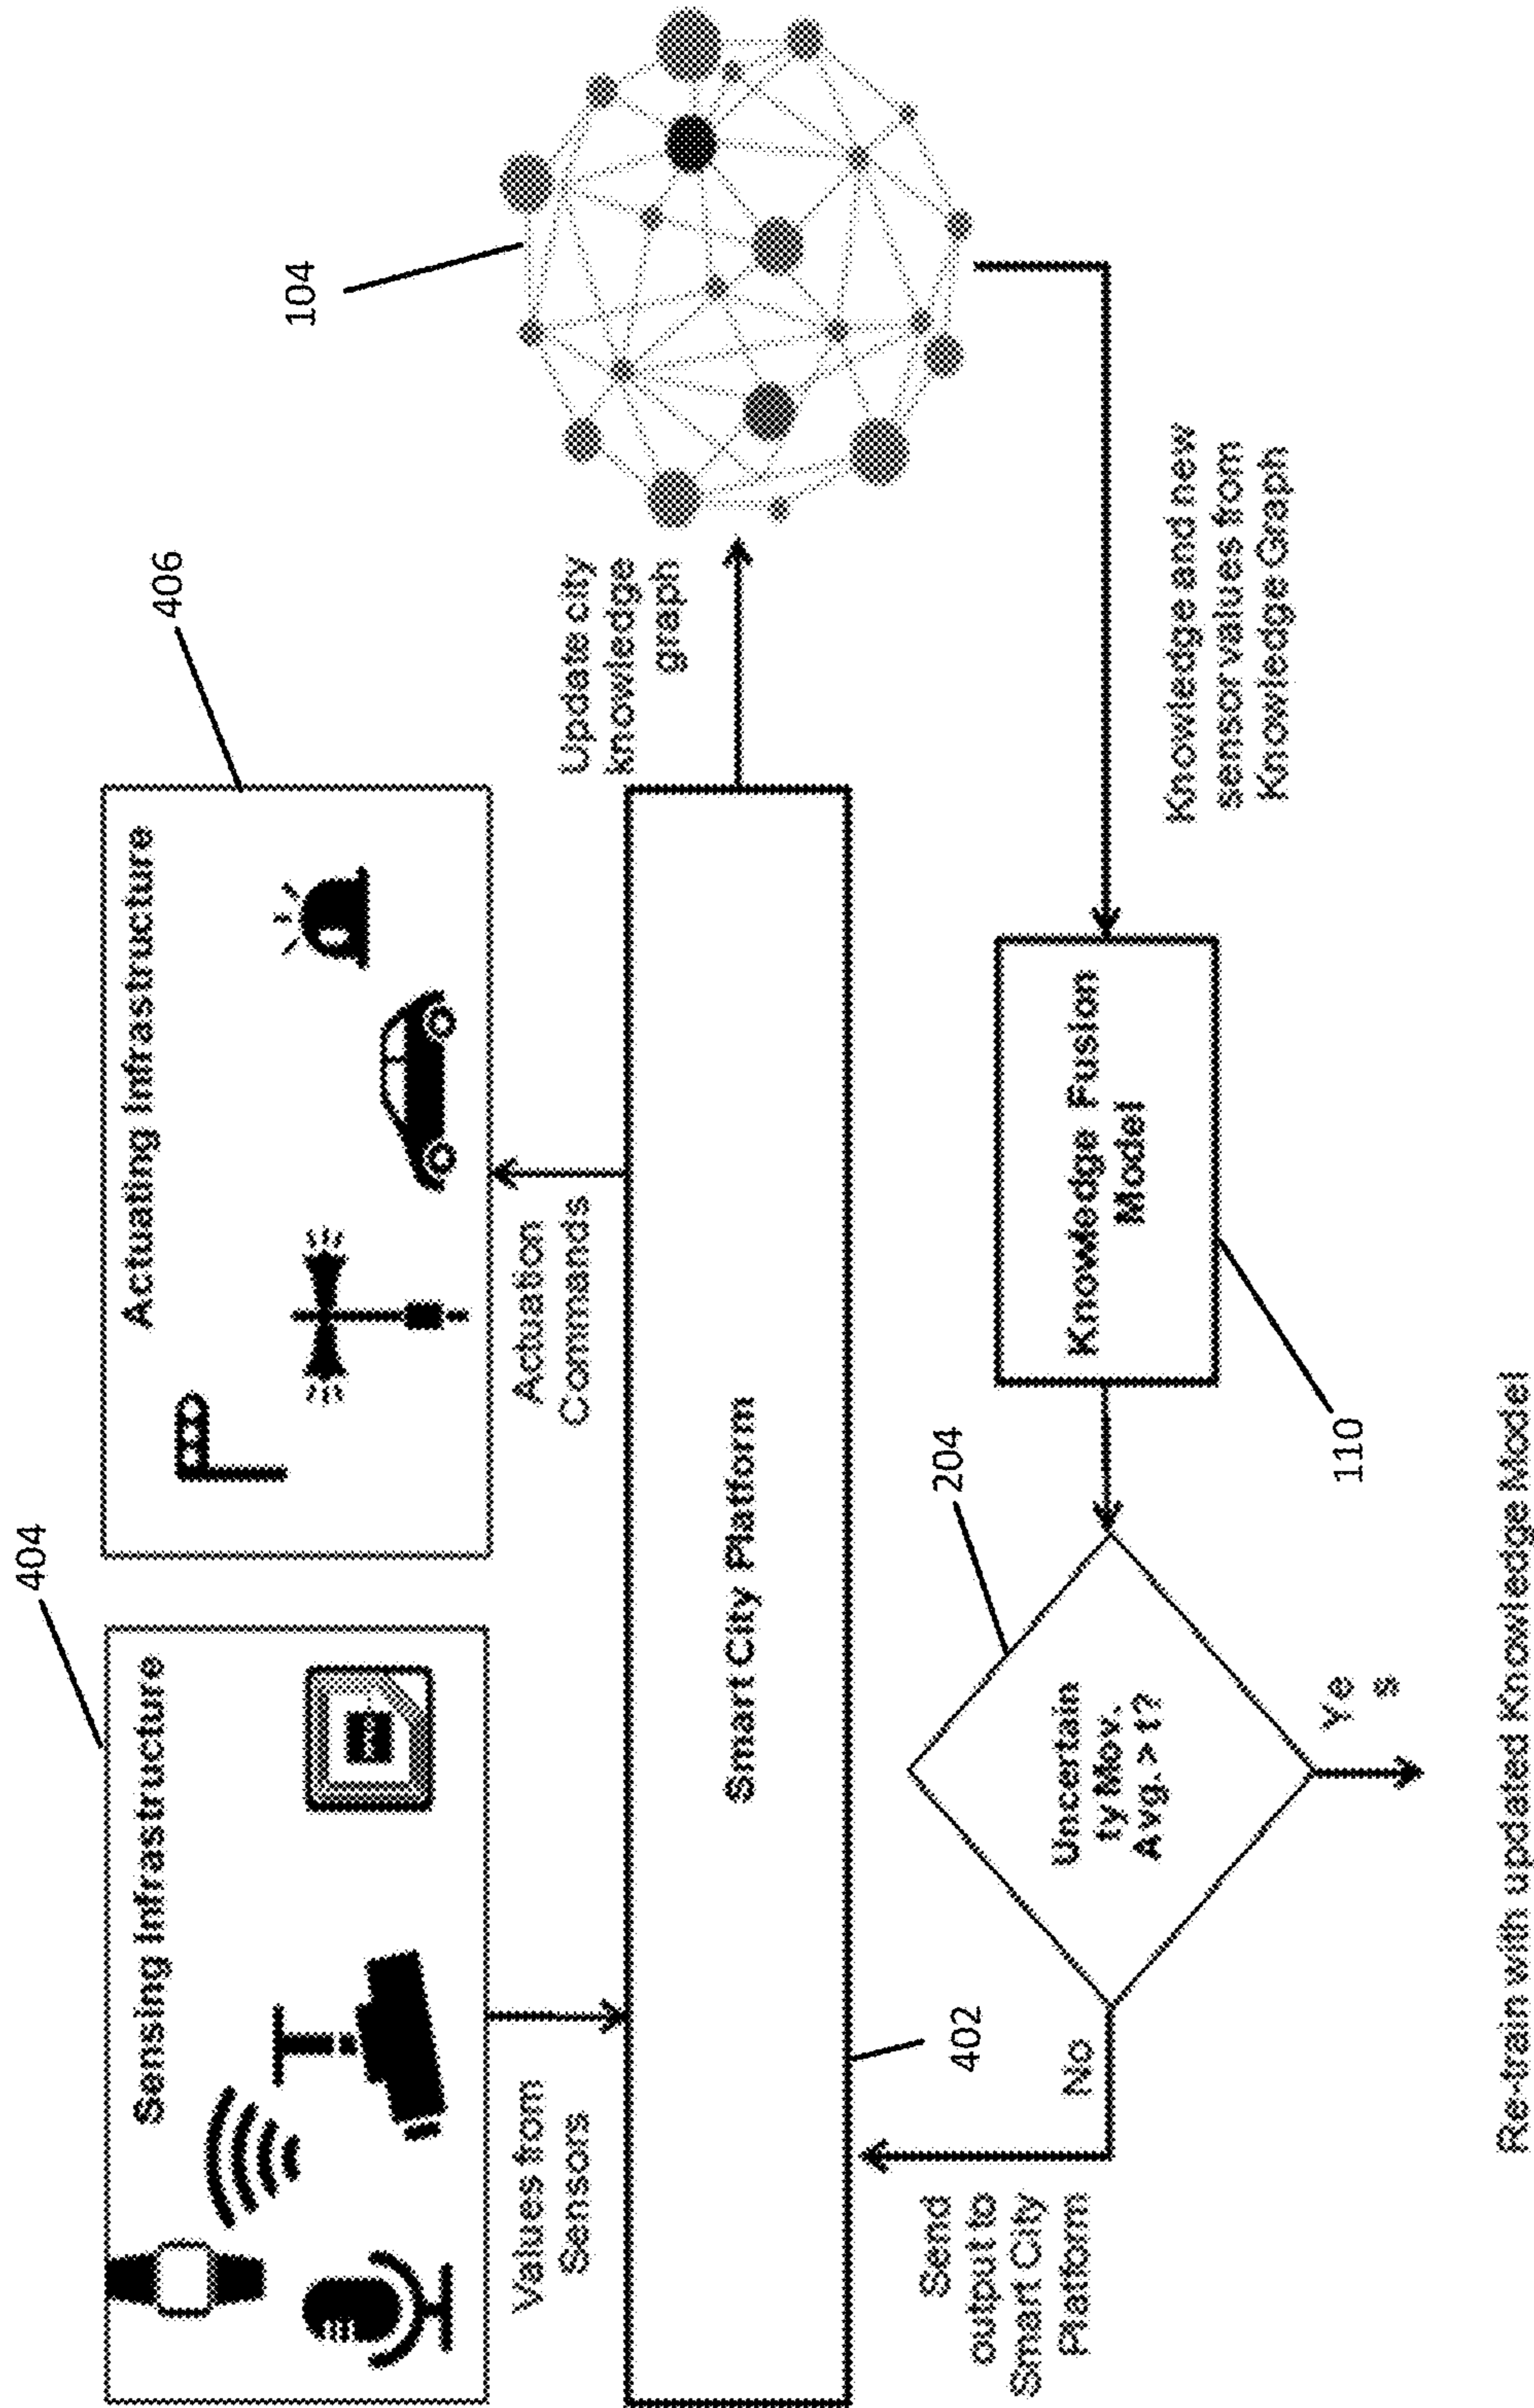 404
Sensing Infrastructure
406
Actuating Infrastructure
Values from
Sensors
Actuation
Commands
Update city
knowledge
graph
104
Smart City Platform
402
Send
output to
Smart City
Platform
No
204
Uncertain
ty Mov.
Avg. > t?
Ye
s
Knowledge Fusion
Model
110
Knowledge and new
sensor values from
Knowledge Graph
Re-train with updated Knowledge Model